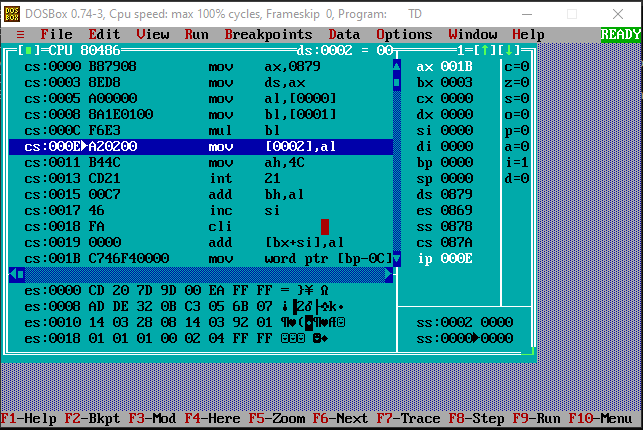 DOSBox 0.74-3, Cpu speed: max 100% cycles, Frameskip 0, Program: TD
≡ File Edit View Run Breakpoints Data Options Window Help READY
[■]=CPU 80486 ds:0002 = 00 1=[↑][↓]
cs:0000 B87908 mov ax,0879 ax 001B c=0
cs:0003 8ED8 mov ds,ax bx 0003 z=0
cs:0005 A00000 mov al,[0000] cx 0000 s=0
cs:0008 8A1E0100 mov bl,[0001] dx 0000 o=0
cs:000C F6E3 mul bl si 0000 p=0
cs:000E►A20200 mov [0002],al di 0000 a=0
cs:0011 B44C mov ah,4C bp 0000 i=1
cs:0013 CD21 int 21 sp 0000 d=0
cs:0015 00C7 add bh,al ds 0879
cs:0017 46 inc si es 0869
cs:0018 FA cli ss 0878
cs:0019 0000 add [bx+si],al cs 087A
cs:001B C746F40000 mov word ptr [bp-0C] ip 000E
es:0000 CD 20 7D 9D 00 EA FF FF = }¥ Ω
es:0008 AD DE 32 0B C3 05 6B 07 ¡▐2♂├♣k•
es:0010 14 03 28 08 14 03 92 01 ¶♥(◘¶♥Æ☺ ss:0002 0000
es:0018 01 01 01 00 02 04 FF FF ☺☺☺ ☻♦ ss:0000►0000
F1-Help F2-Bkpt F3-Mod F4-Here F5-Zoom F6-Next F7-Trace F8-Step F9-Run F10-Menu